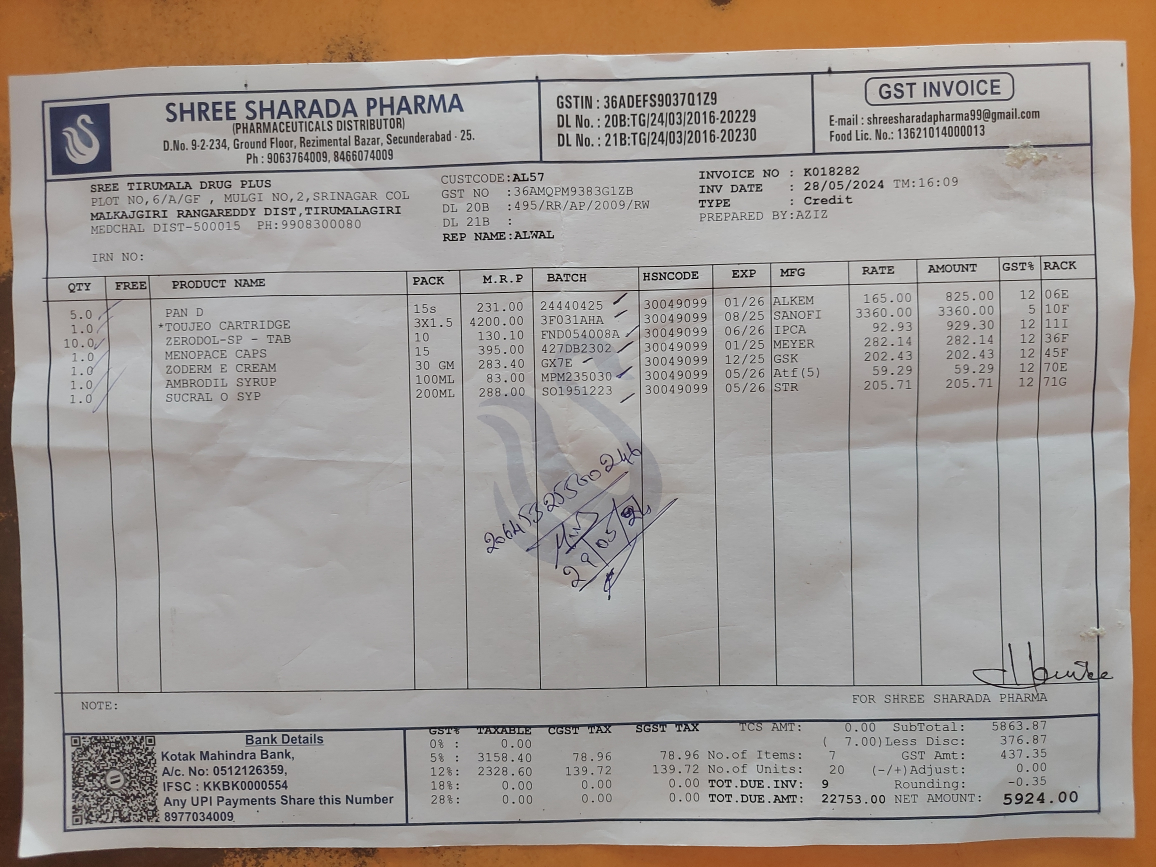 SHREE SHARADA PHARMA
(PHARMACEUTICALS DISTRIBUTOR)
D.No. 9-2-234, Ground Floor, Rezimental Bazar, Secunderabad - 25.
Ph : 9063764009, 8466074009
GSTIN : 36ADEFS9037Q1Z9
DL No. : 20B:TG/24/03/2016-20229
DL No. : 21B:TG/24/03/2016-20230
GST INVOICE
E-mail : shreesharadapharma99@gmail.com
Food Lic. No.: 13621014000013
SREE TIRUMALA DRUG PLUS
PLOT NO,6/A/GF , MULGI NO,2,SRINAGAR COL
MALKAJGIRI RANGAREDDY DIST,TIRUMALAGIRI
MEDCHAL DIST-500015 PH:9908300080
IRN NO:
CUSTCODE:AL57
GST NO :36AMQPM9383G1ZB
DL 20B :495/RR/AP/2009/RW
DL 21B :
REP NAME:ALWAL
INVOICE NO : K018282
INV DATE : 28/05/2024 TM:16:09
TYPE : Credit
PREPARED BY:AZIZ
QTY FREE PRODUCT NAME PACK M.R.P BATCH HSNCODE EXP MFG RATE AMOUNT GST% RACK
5.0 PAN D 15s 231.00 24440425 30049099 01/26 ALKEM 165.00 825.00 12 06E
1.0 *TOUJEO CARTRIDGE 3X1.5 4200.00 3F031AHA 30049099 08/25 SANOFI 3360.00 3360.00 5 10F
10.0 ZERODOL-SP - TAB 10 130.10 FND054008A 30049099 06/26 IPCA 92.93 929.30 12 11I
1.0 MENOPACE CAPS 15 395.00 427DB2302 30049099 01/25 MEYER 282.14 282.14 12 36F
1.0 ZODERM E CREAM 30 GM 283.40 GX7E 30049099 12/25 GSK 202.43 202.43 12 45F
1.0 AMBRODIL SYRUP 100ML 83.00 MPM235030 30049099 05/26 Atf(5) 59.29 59.29 12 70E
1.0 SUCRAL O SYP 200ML 288.00 SO1951223 30049099 05/26 STR 205.71 205.71 12 71G
29/05/24
NOTE:
FOR SHREE SHARADA PHARMA
Bank Details
Kotak Mahindra Bank,
A/c. No: 0512126359,
IFSC : KKBK0000554
Any UPI Payments Share this Number
8977034009
GST% TAXABLE CGST TAX SGST TAX TCS AMT: 0.00 SubTotal: 5863.87
0% : 0.00 ( 7.00)Less Disc: 376.87
5% : 3158.40 78.96 78.96 No.of Items: 7 GST Amt: 437.35
12%: 2328.60 139.72 139.72 No.of Units: 20 (-/+)Adjust: 0.00
18%: 0.00 0.00 0.00 TOT.DUE.INV: 9 Rounding: -0.35
28%: 0.00 0.00 0.00 TOT.DUE.AMT: 22753.00 NET AMOUNT: 5924.00